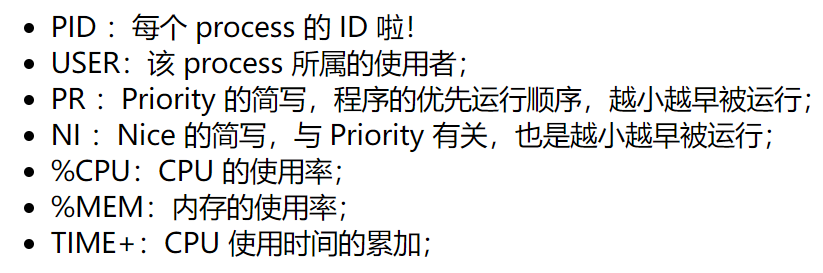 • PID ：每个 process 的 ID 啦！
• USER：该 process 所属的使用者；
• PR ：Priority 的简写，程序的优先运行顺序，越小越早被运行；
• NI ：Nice 的简写，与 Priority 有关，也是越小越早被运行；
• %CPU：CPU 的使用率；
• %MEM：内存的使用率；
• TIME+：CPU 使用时间的累加；